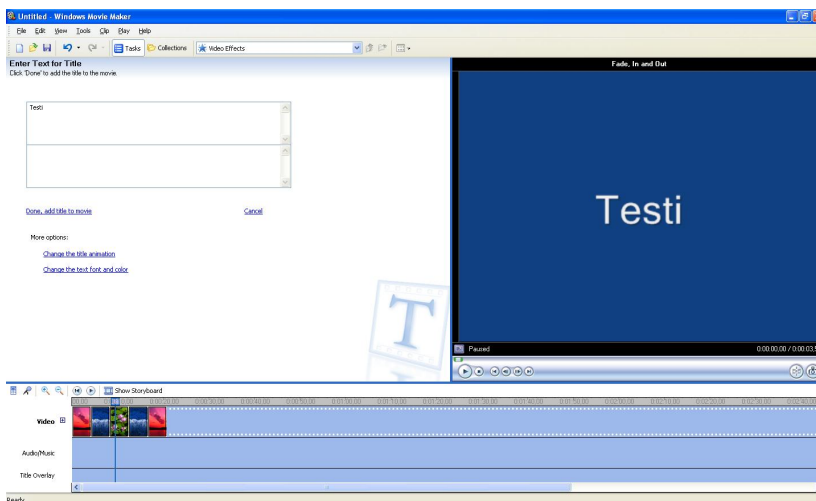 Untitled - Windows Movie Maker
File Edit View Tools Clip Play Help
Tasks Collections Video Effects
Enter Text for Title
Click 'Done' to add the title to the movie.
Testi
Done, add title to movie Cancel
More options:
Change the title animation
Change the text font and color
T
Fade, In and Out
Testi
Paused
Show Storyboard
Video
Audio/Music
Title Overlay
Ready